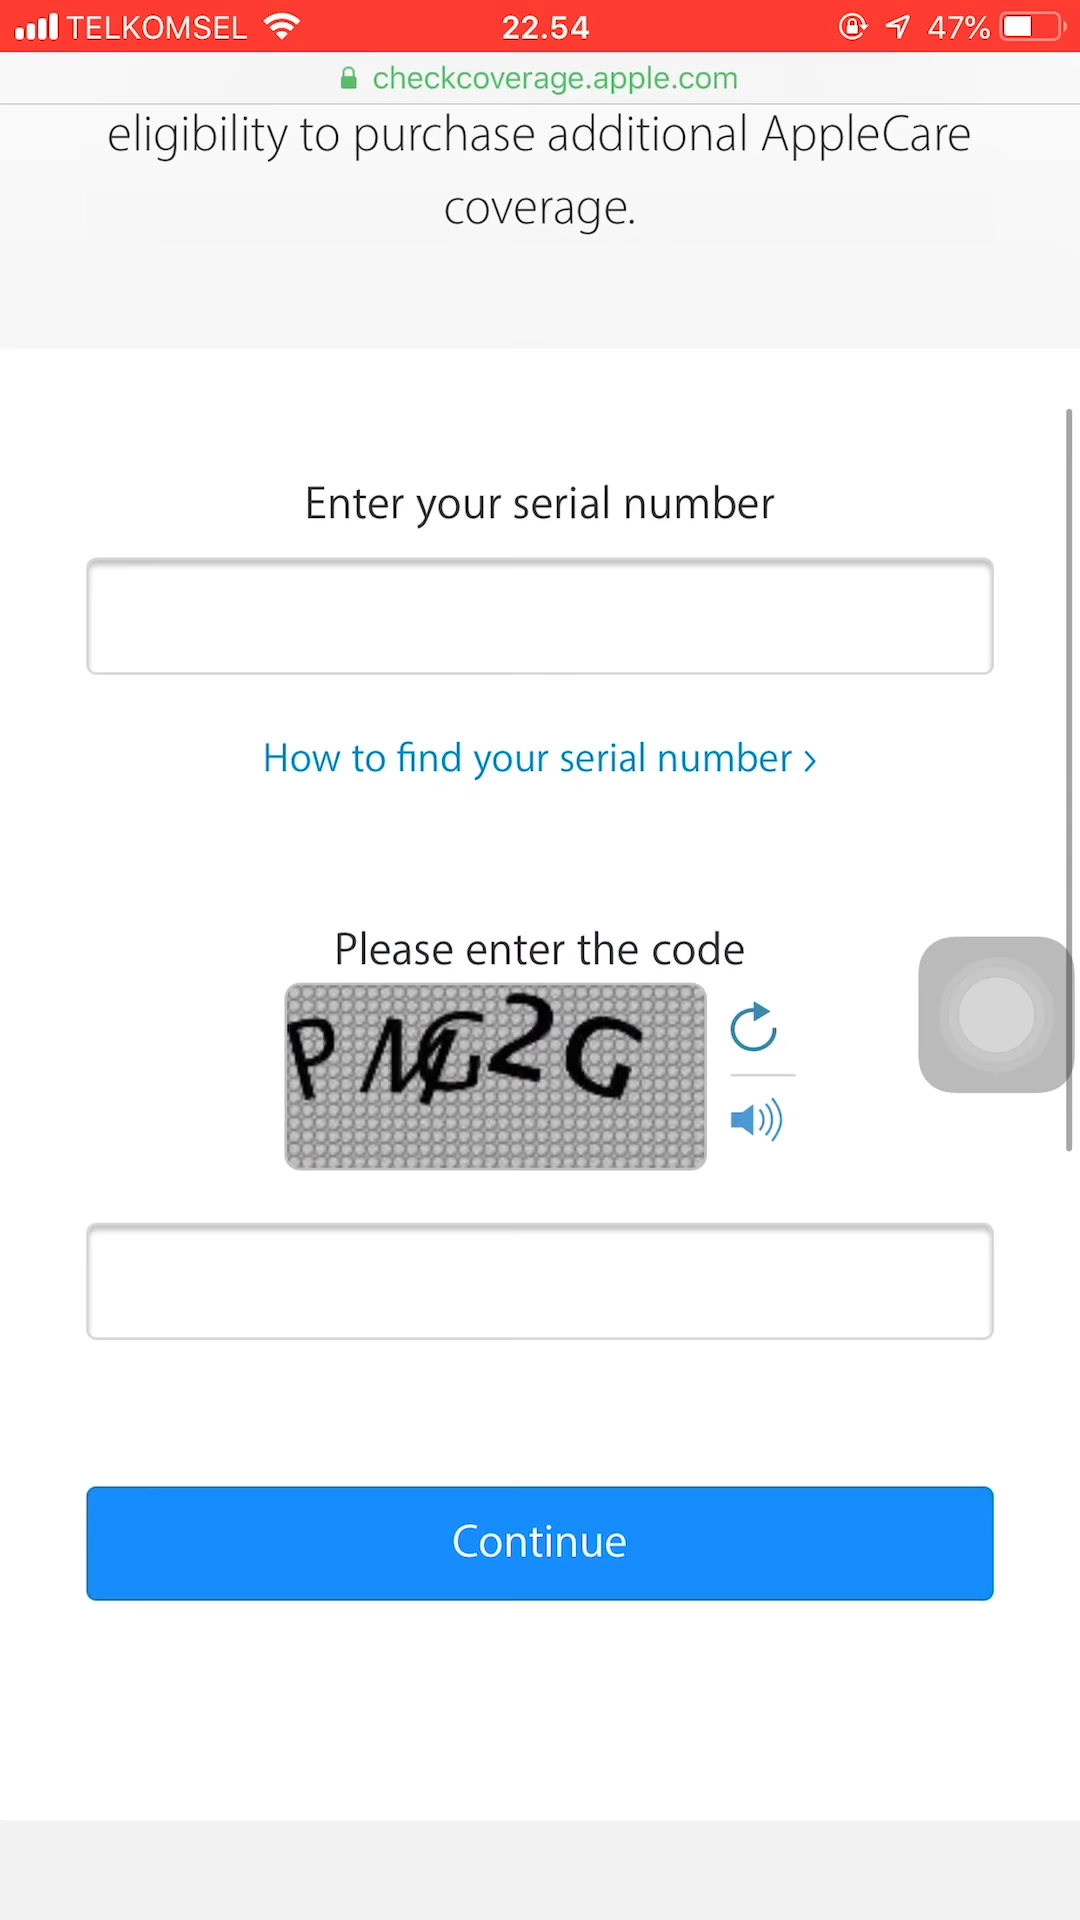 TELKOMSEL 22.54 47%
checkcoverage.apple.com
eligibility to purchase additional AppleCare
coverage.
Enter your serial number
How to find your serial number ›
Please enter the code
Continue